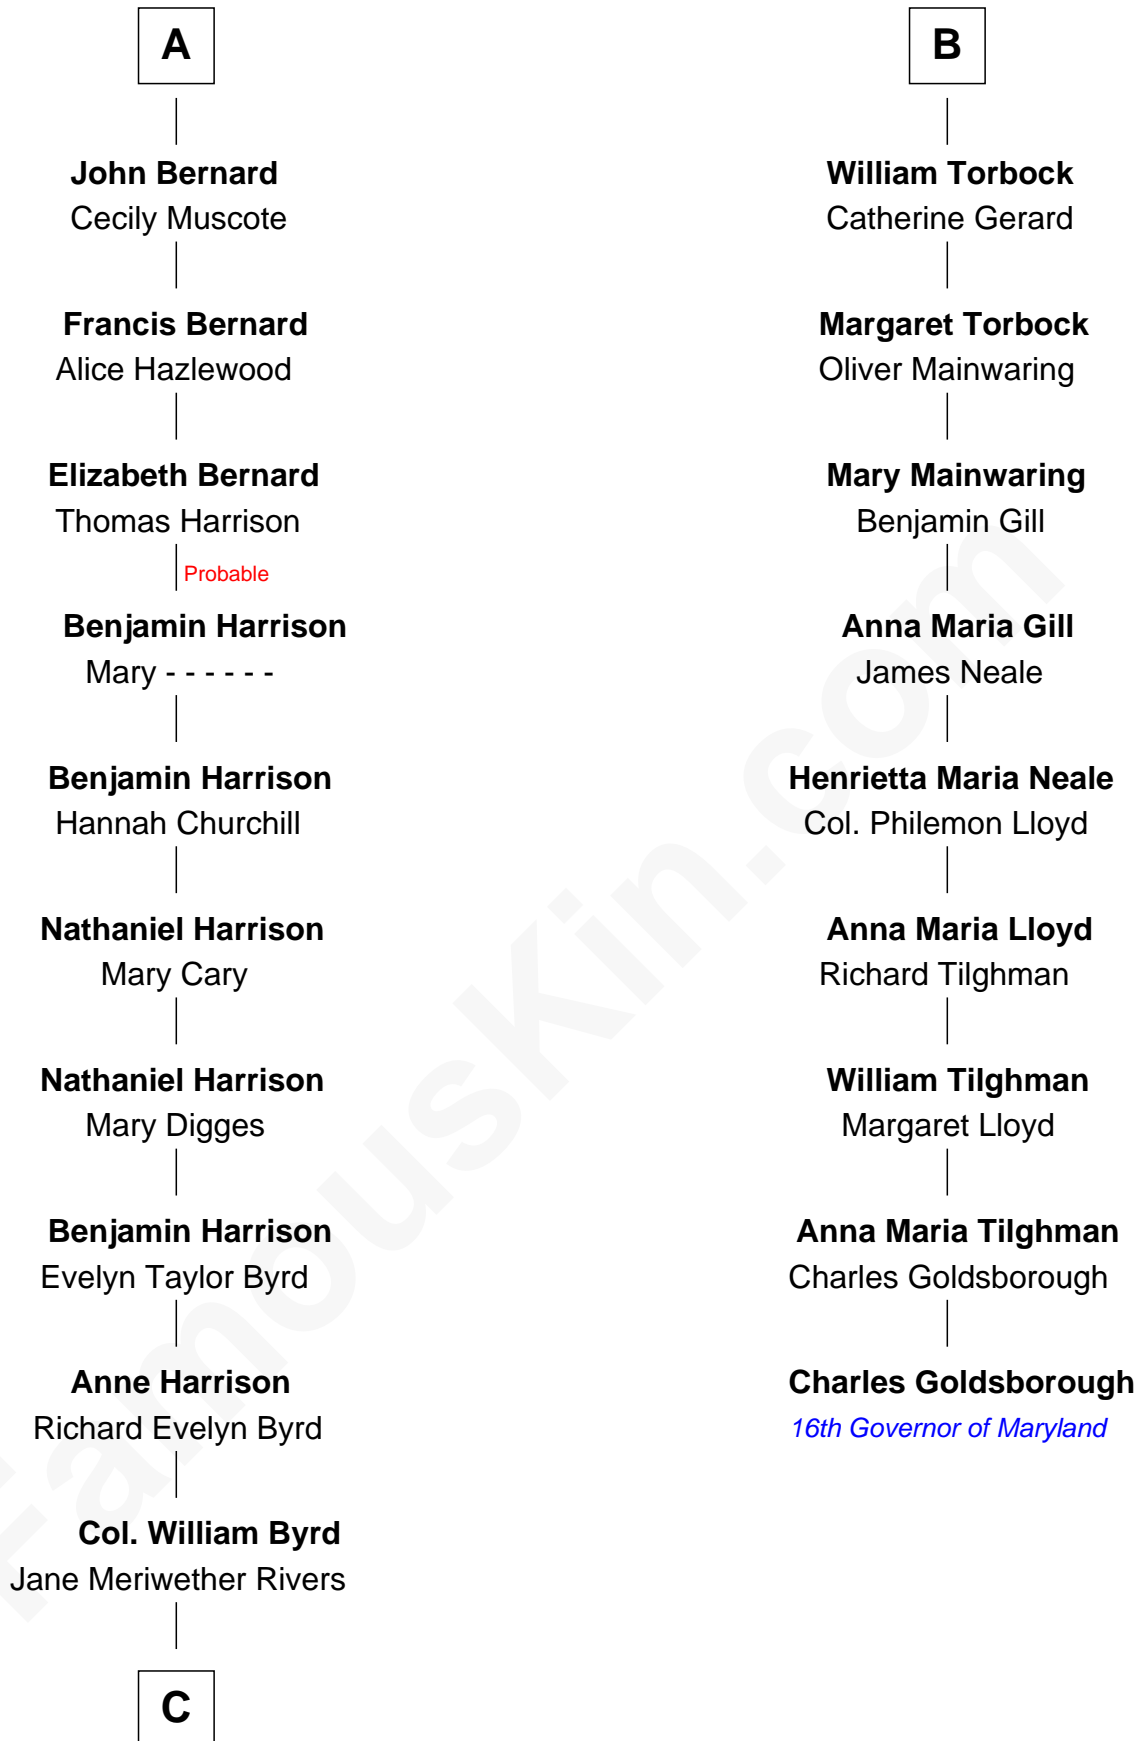 A
John Bernard
Cecily Muscote
Francis Bernard
Alice Hazlewood
Elizabeth Bernard
Thomas Harrison
Probable
Benjamin Harrison
Mary - - - - - -
Benjamin Harrison
Hannah Churchill
Nathaniel Harrison
Mary Cary
Nathaniel Harrison
Mary Digges
Benjamin Harrison
Evelyn Taylor Byrd
Anne Harrison
Richard Evelyn Byrd
Col. William Byrd
Jane Meriwether Rivers
C
B
William Torbock
Catherine Gerard
Margaret Torbock
Oliver Mainwaring
Mary Mainwaring
Benjamin Gill
Anna Maria Gill
James Neale
Henrietta Maria Neale
Col. Philemon Lloyd
Anna Maria Lloyd
Richard Tilghman
William Tilghman
Margaret Lloyd
Anna Maria Tilghman
Charles Goldsborough
Charles Goldsborough
16th Governor of Maryland
FamousKin.com